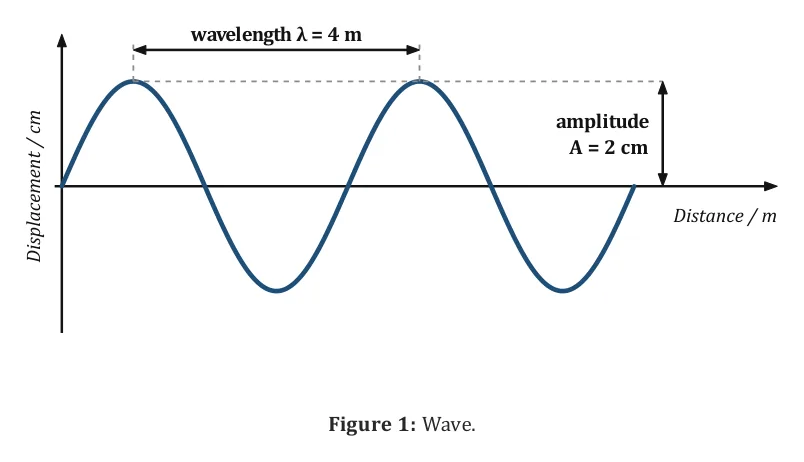 wavelength λ = 4 m
amplitude
A = 2 cm
Displacement / cm
Distance / m
Figure 1: Wave.